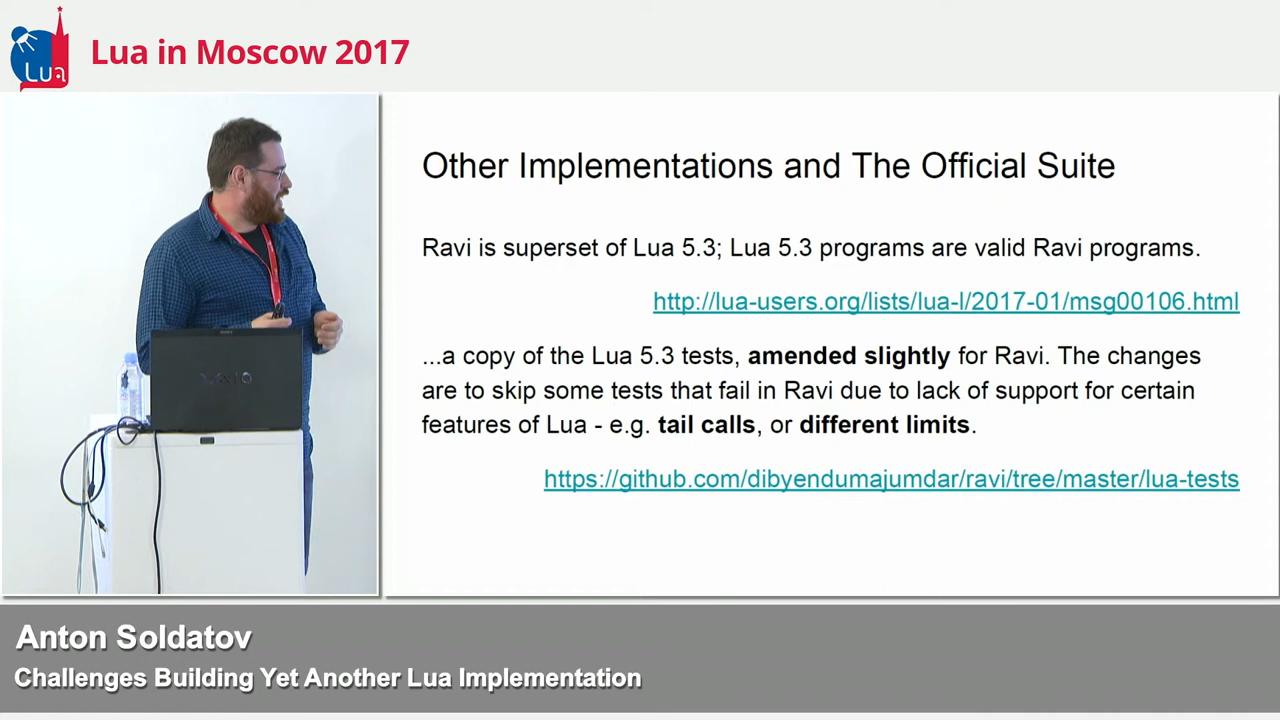 Lua
Lua in Moscow 2017
Other Implementations and The Official Suite
Ravi is superset of Lua 5.3; Lua 5.3 programs are valid Ravi programs.
http://lua-users.org/lists/lua-l/2017-01/msg00106.html
...a copy of the Lua 5.3 tests, amended slightly for Ravi. The changes
are to skip some tests that fail in Ravi due to lack of support for certain
features of Lua - e.g. tail calls, or different limits.
https://github.com/dibyendumajumdar/ravi/tree/master/lua-tests
VAIO
Anton Soldatov
Challenges Building Yet Another Lua Implementation